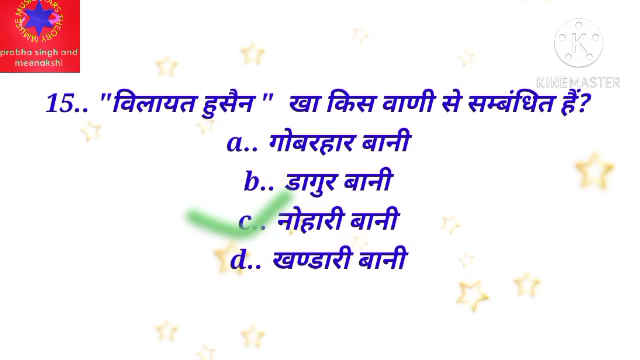 prabha singh and
meenakshi
KINEMASTER
15.. "विलायत हुसैन " खा किस वाणी से सम्बंधित हैं?
a.. गोबरहार बानी
b.. डागुर बानी
c.. नोहारी बानी
d.. खण्डारी बानी